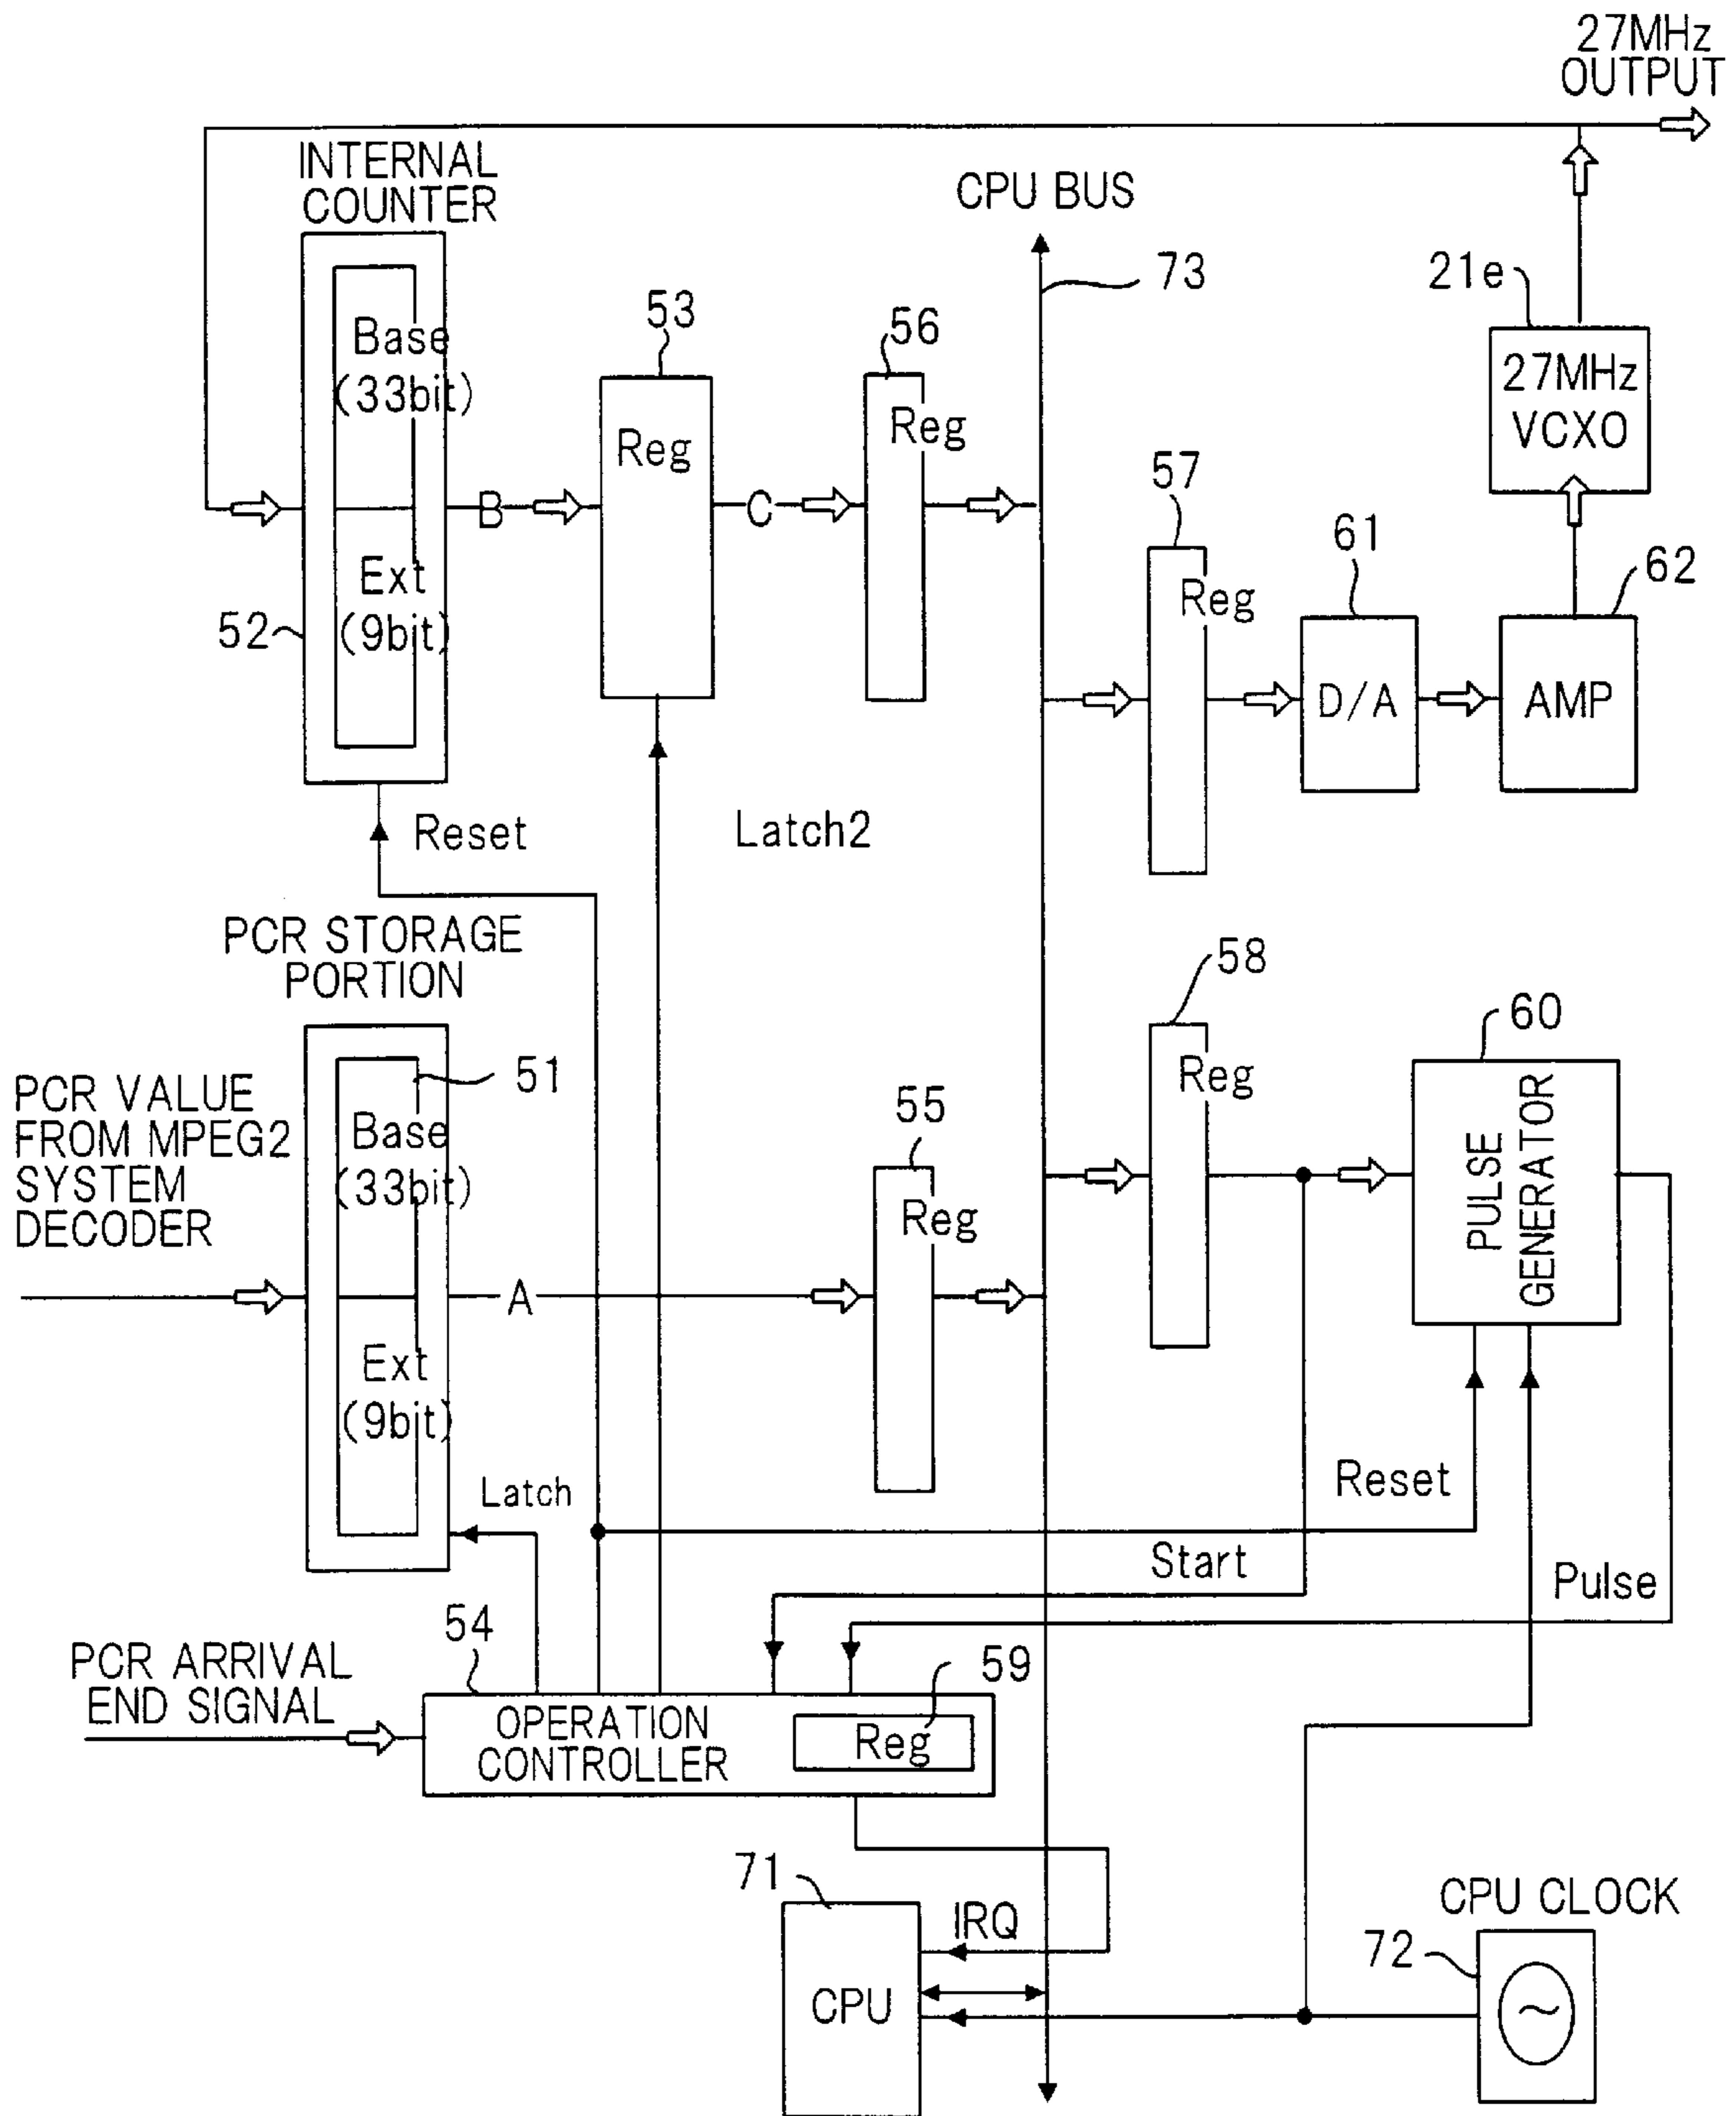 27MHz
OUTPUT
INTERNAL
COUNTER
CPU BUS
73
21e
53
56
Base
(33bit)
Reg
Reg
27MHz
VCXO
57
B
C
Ext
(9bit)
52
Reg
61
62
D/A
AMP
Reset
Latch2
PCR STORAGE
PORTION
58
60
51
PCR VALUE
FROM MPEG2
SYSTEM
DECODER
Base
(33bit)
55
Reg
PULSE
GENERATOR
Reg
A
Ext
(9bit)
Latch
Reset
Start
Pulse
54
PCR ARRIVAL
END SIGNAL
59
OPERATION
CONTROLLER
Reg
71
IRQ
CPU CLOCK
72
CPU